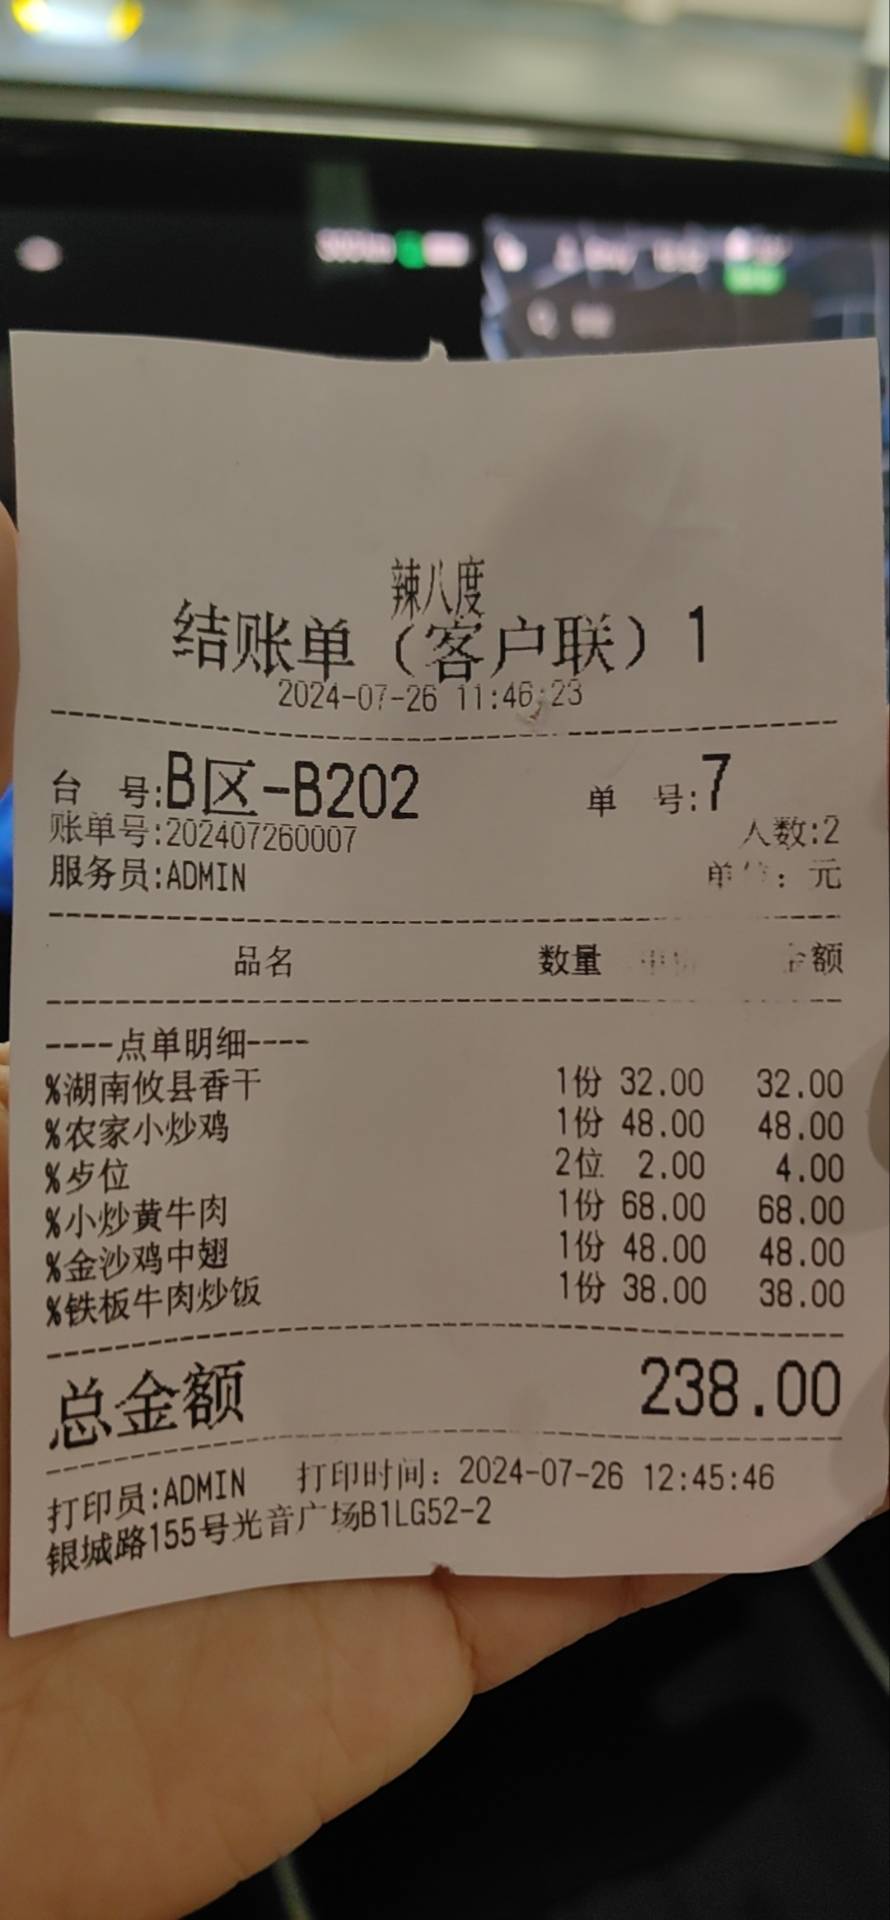 辣八度
结账单（客户联）1
2024-07-26 11:46:23
台 号:B区-B202 单 号:7
账单号:202407260007 人数:2
服务员:ADMIN 单 : 元
品名 数量 额
----点单明细----
%湖南攸县香干 1份 32.00 32.00
%农家小炒鸡 1份 48.00 48.00
%歺位 2位 2.00 4.00
%小炒黄牛肉 1份 68.00 68.00
%金沙鸡中翅 1份 48.00 48.00
%铁板牛肉炒饭 1份 38.00 38.00
总金额 238.00
打印员:ADMIN 打印时间: 2024-07-26 12:45:46
银城路155号光音广场B1LG52-2